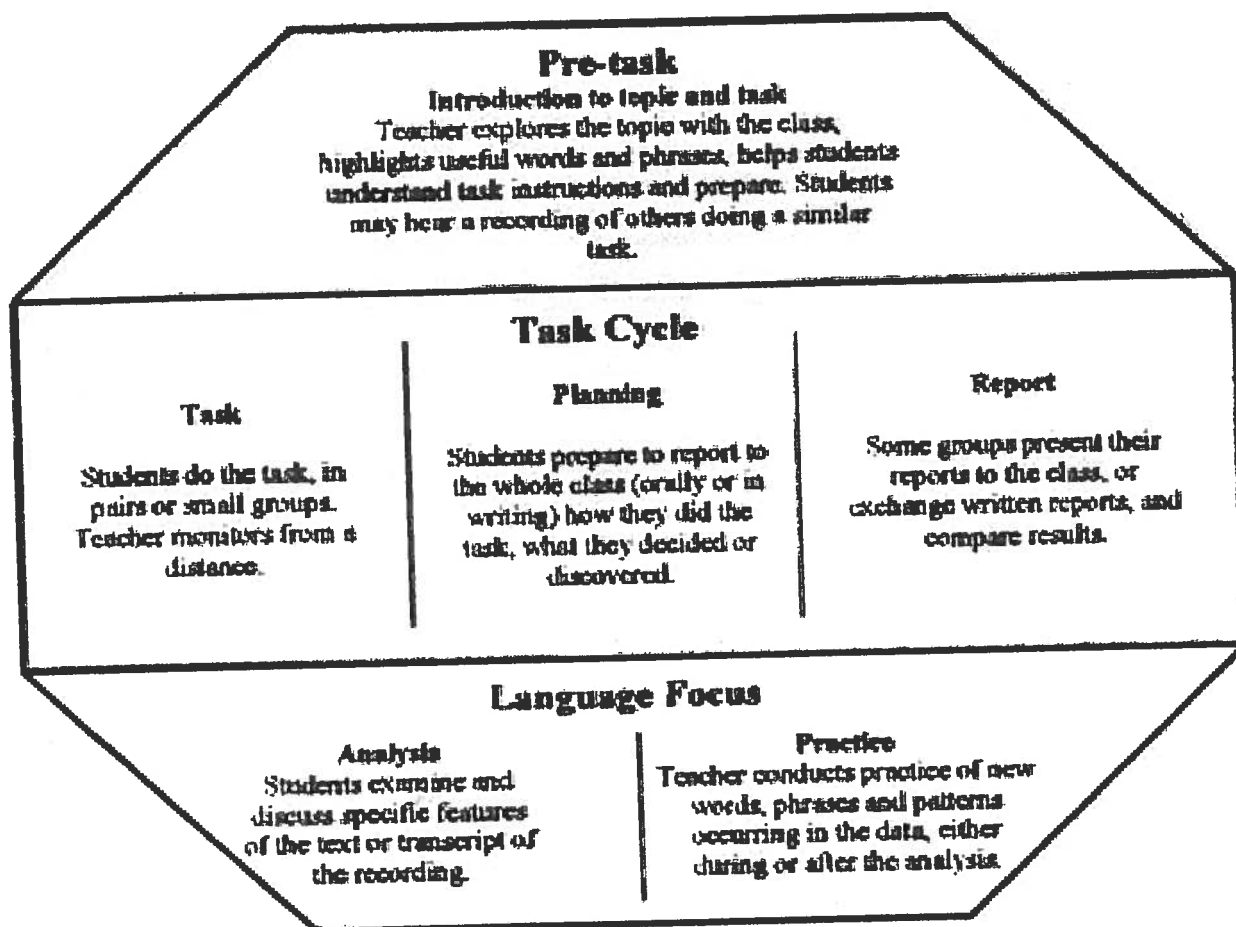 Pre-task
Introduction to topic and task
Teacher explores the topic with the class,
highlights useful words and phrases, helps students
understand task instructions and prepare. Students
may hear a recording of others doing a similar
task.
Task Cycle
Task
Students do the task, in
pairs or small groups.
Teacher monitors from a
distance.
Planning
Students prepare to report to
the whole class (orally or in
writing) how they did the
task, what they decided or
discovered.
Report
Some groups present their
reports to the class, or
exchange written reports, and
compare results.
Language Focus
Analysis
Students examine and
discuss specific features
of the text or transcript of
the recording.
Practice
Teacher conducts practice of new
words, phrases and patterns
occurring in the data, either
during or after the analysis.